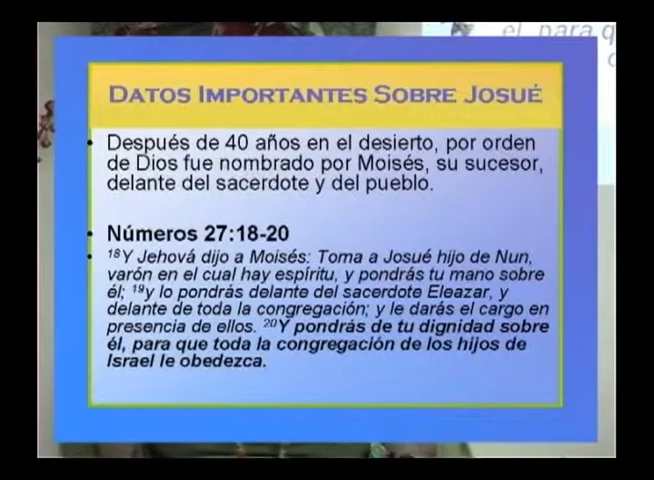 el, para q
DATOS IMPORTANTES SOBRE JOSUÉ
• Después de 40 años en el desierto, por orden
de Dios fue nombrado por Moisés, su sucesor,
delante del sacerdote y del pueblo.
• Números 27:18-20
• ¹⁸Y Jehová dijo a Moisés: Toma a Josué hijo de Nun,
varón en el cual hay espíritu, y pondrás tu mano sobre
él; ¹⁹y lo pondrás delante del sacerdote Eleazar, y
delante de toda la congregación; y le darás el cargo en
presencia de ellos. ²⁰Y pondrás de tu dignidad sobre
él, para que toda la congregación de los hijos de
Israel le obedezca.